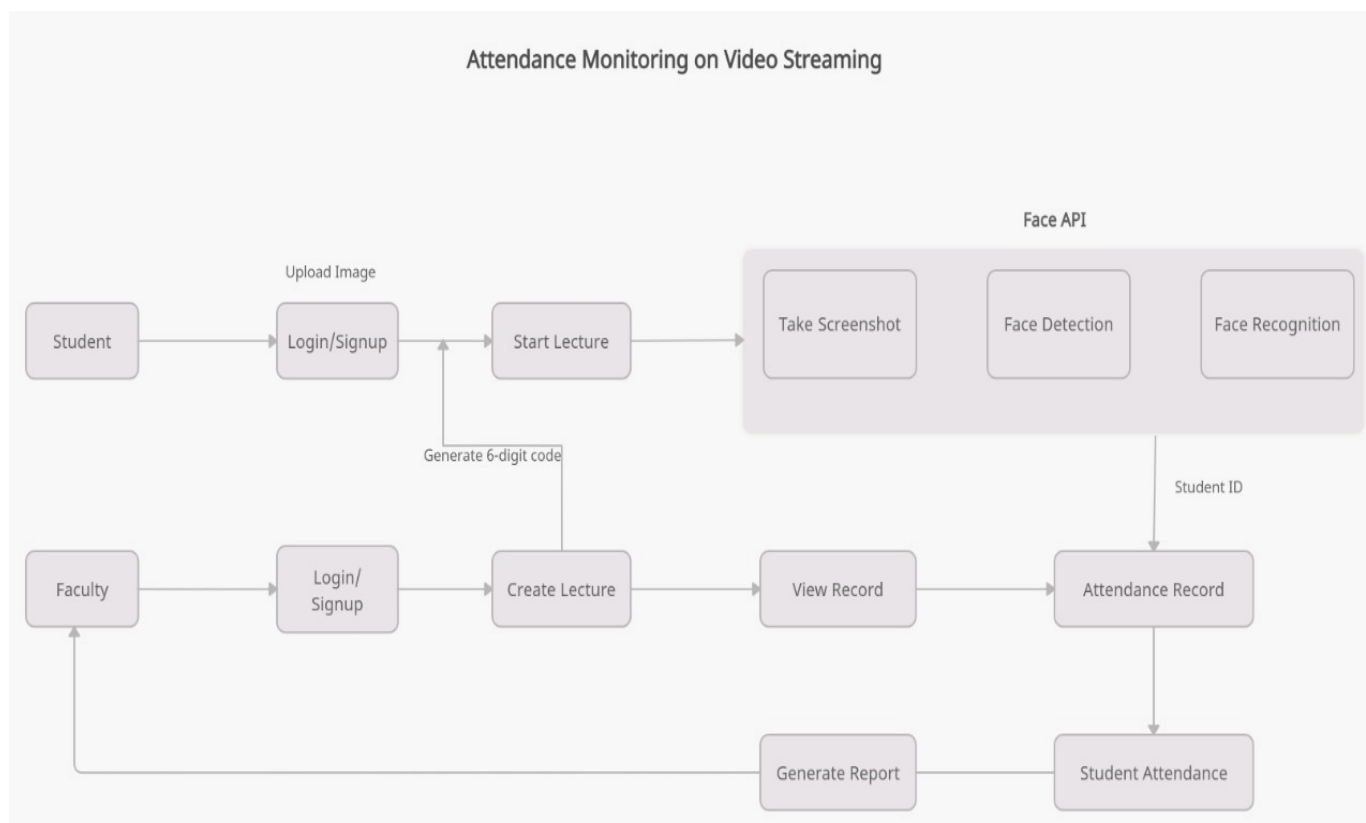 Attendance Monitoring on Video Streaming
Face API
Upload Image
Student
Login/Signup
Start Lecture
Take Screenshot
Face Detection
Face Recognition
Generate 6-digit code
Student ID
Faculty
Login/
Signup
Create Lecture
View Record
Attendance Record
Generate Report
Student Attendance